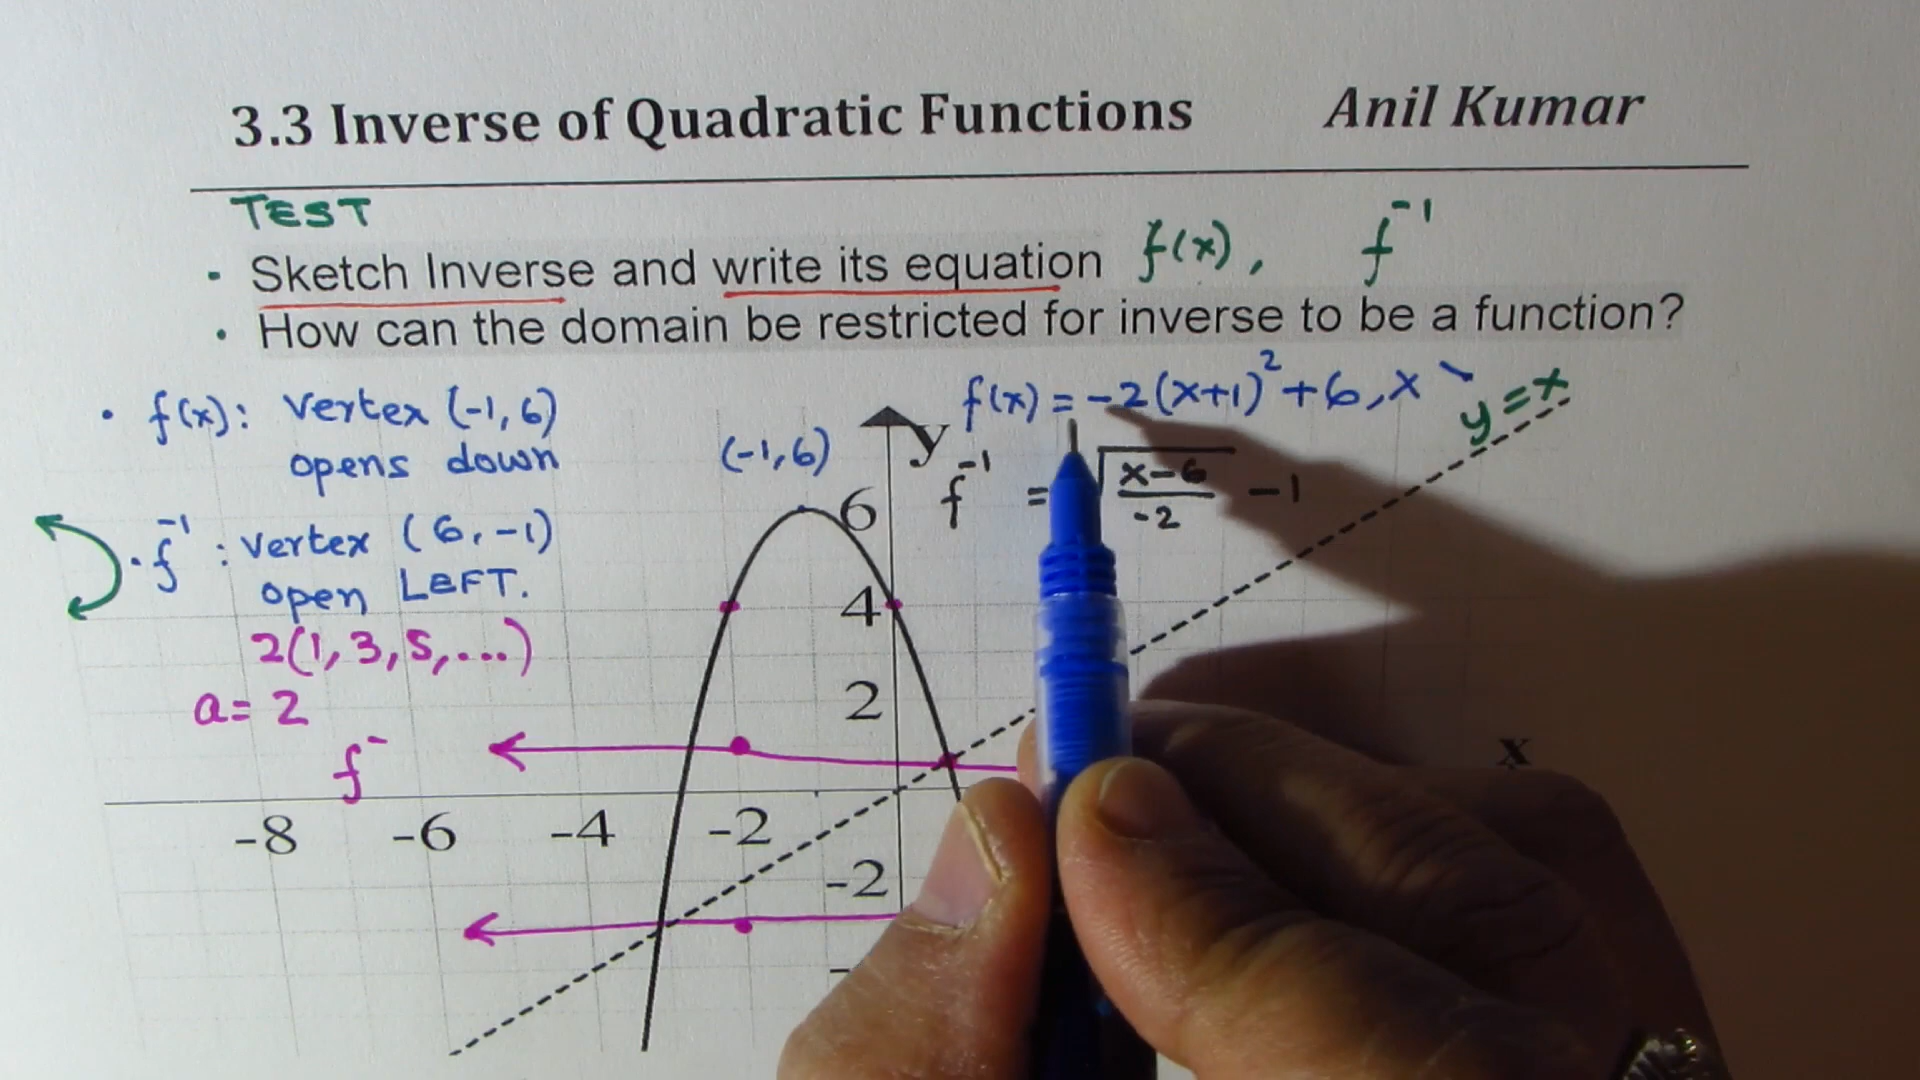 3.3 Inverse of Quadratic Functions Anil Kumar
TEST
• Sketch Inverse and write its equation f(x), f⁻¹
• How can the domain be restricted for inverse to be a function?
• f(x): vertex (-1,6)
opens down
f(x) = -2(x+1)² + 6, x
y = x
(-1,6)
y
f⁻¹ = √((x-6)/-2) - 1
• f⁻¹ : vertex (6,-1)
open LEFT.
2(1,3,5,...)
a = 2
f⁻
6
4
2
x
-8 -6 -4 -2
-2